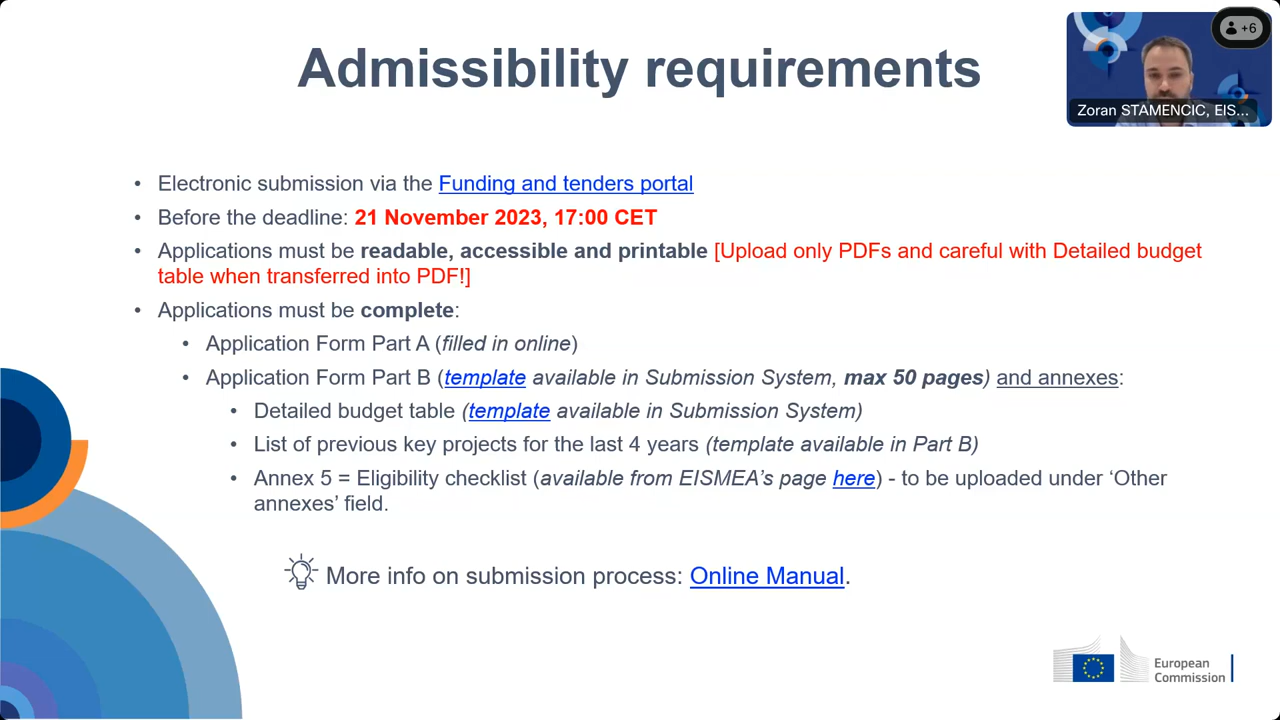 Admissibility requirements
+6
Zoran STAMENCIC, EIS...
• Electronic submission via the Funding and tenders portal
• Before the deadline: 21 November 2023, 17:00 CET
• Applications must be readable, accessible and printable [Upload only PDFs and careful with Detailed budget
table when transferred into PDF!]
• Applications must be complete:
• Application Form Part A (filled in online)
• Application Form Part B (template available in Submission System, max 50 pages) and annexes:
• Detailed budget table (template available in Submission System)
• List of previous key projects for the last 4 years (template available in Part B)
• Annex 5 = Eligibility checklist (available from EISMEA's page here) - to be uploaded under ‘Other
annexes’ field.
More info on submission process: Online Manual.
European
Commission